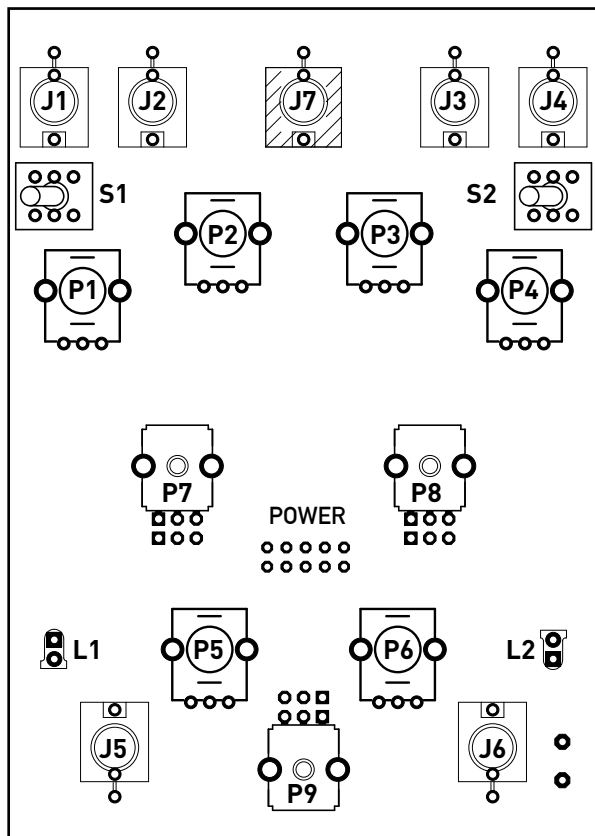 J1 J2 J7 J3 J4
S1 S2
P2 P3
P1 P4
P7 P8
POWER
P5 P6
L1 L2
J5 J6
P9